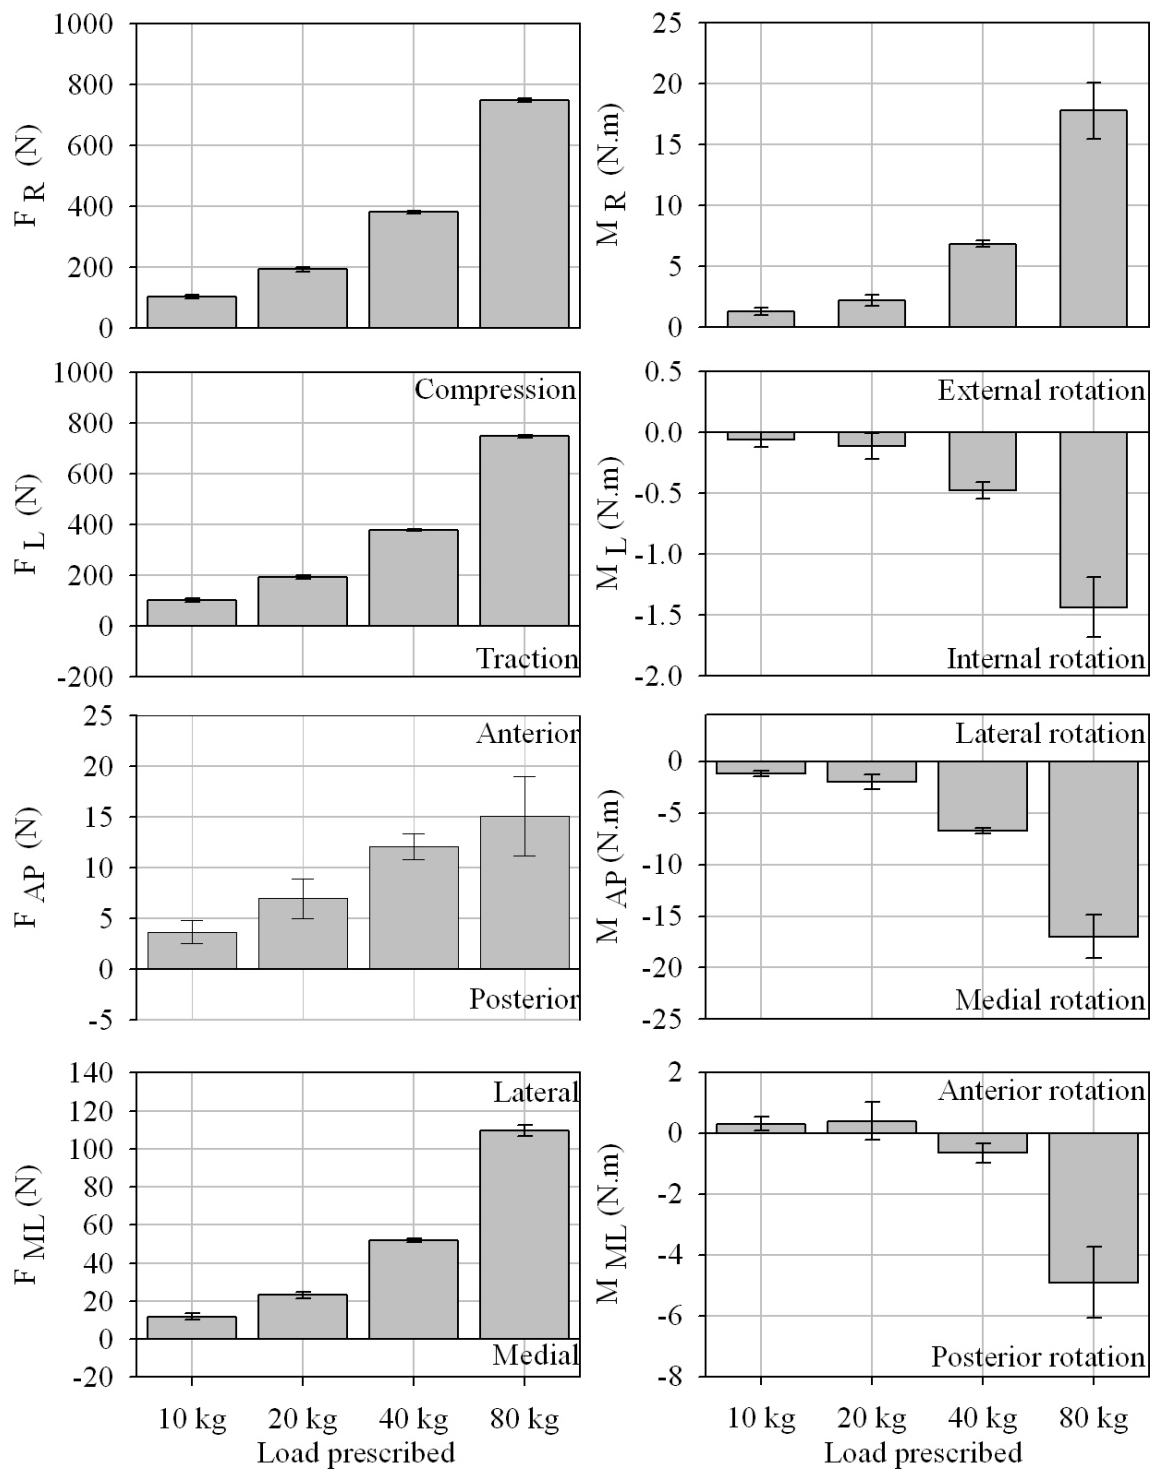 F R (N)
1000
800
600
400
200
0
M R (N.m)
25
20
15
10
5
0
F L (N)
1000
800
600
400
200
0
-200
Compression
Traction
M L (N.m)
0.5
0.0
-0.5
-1.0
-1.5
-2.0
External rotation
Internal rotation
F AP (N)
25
20
15
10
5
0
-5
Anterior
Posterior
M AP (N.m)
0
-5
-10
-15
-20
-25
Lateral rotation
Medial rotation
F ML (N)
140
120
100
80
60
40
20
0
-20
Lateral
Medial
10 kg 20 kg 40 kg 80 kg
Load prescribed
M ML (N.m)
2
0
-2
-4
-6
-8
Anterior rotation
Posterior rotation
10 kg 20 kg 40 kg 80 kg
Load prescribed